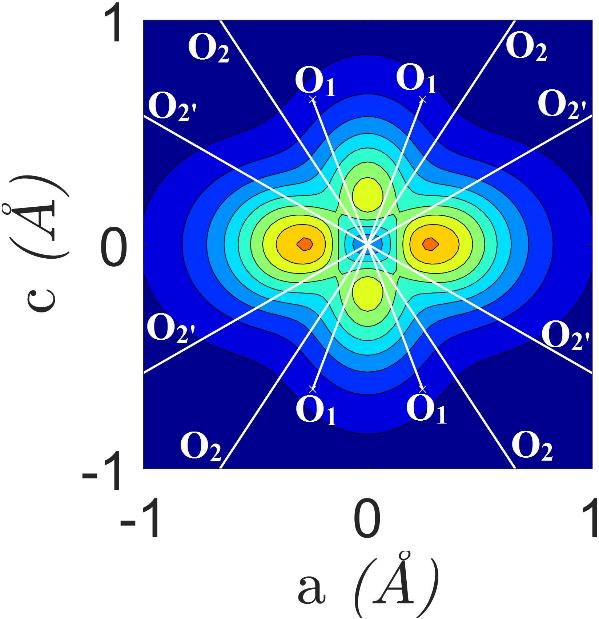 1
O₂ O₁ O₁ O₂
O₂' O₂'
c (Å)
0
O₂' O₂'
O₂ O₁ O₁ O₂
-1
-1 0 1
a (Å)